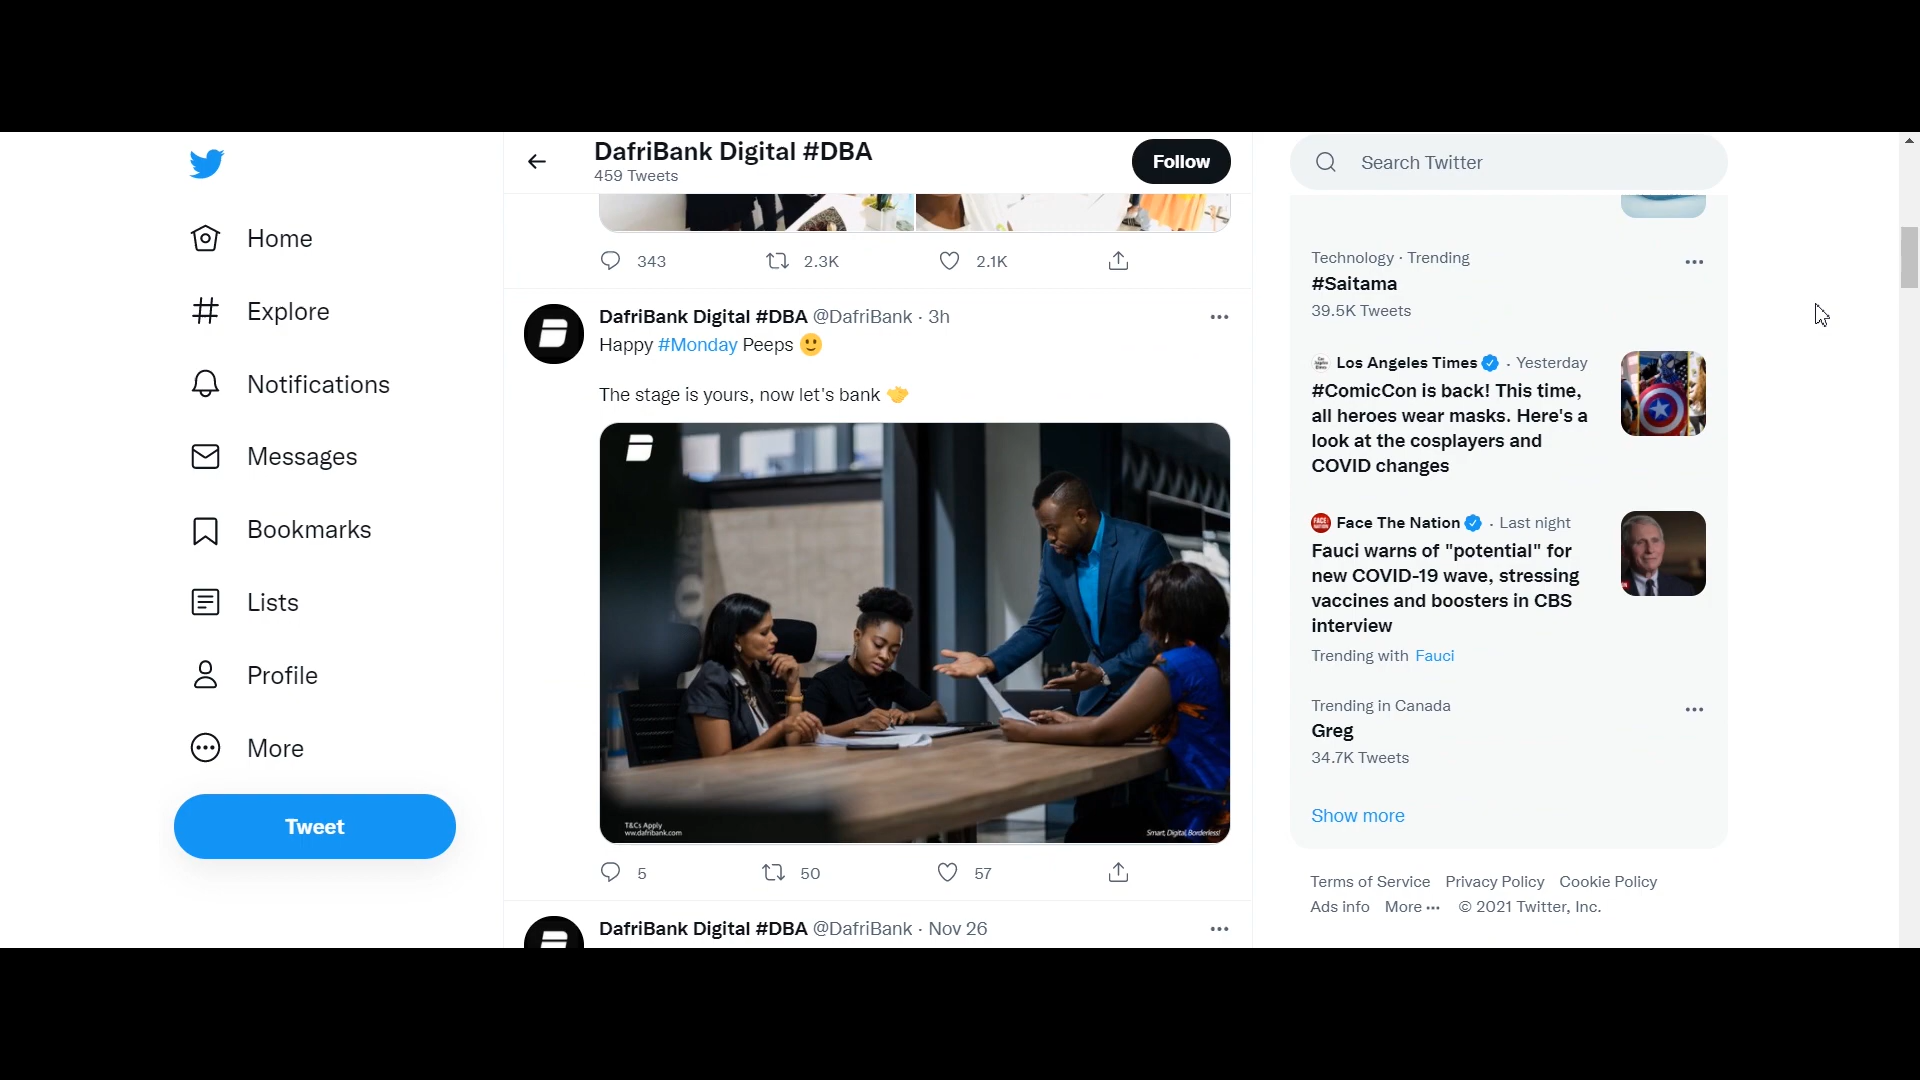 Home
Explore
Notifications
Messages
Bookmarks
Lists
Profile
More
Tweet
DafriBank Digital #DBA
459 Tweets
Follow
343 2.3K 2.1K
DafriBank Digital #DBA @DafriBank · 3h
Happy #Monday Peeps
The stage is yours, now let's bank
T&Cs Apply
www.dafribank.com
Smart, Digital, Borderless!
5 50 57
DafriBank Digital #DBA @DafriBank · Nov 26
Search Twitter
Technology · Trending
#Saitama
39.5K Tweets
Los Angeles Times · Yesterday
#ComicCon is back! This time,
all heroes wear masks. Here's a
look at the cosplayers and
COVID changes
Face The Nation · Last night
Fauci warns of "potential" for
new COVID-19 wave, stressing
vaccines and boosters in CBS
interview
Trending with Fauci
Trending in Canada
Greg
34.7K Tweets
Show more
Terms of Service Privacy Policy Cookie Policy
Ads info More ··· © 2021 Twitter, Inc.